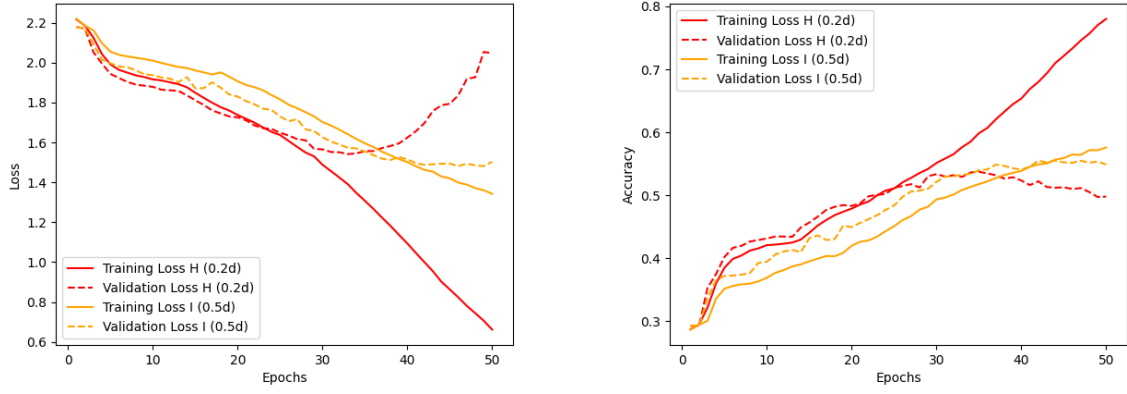 2.2
2.0
1.8
1.6
1.4
1.2
1.0
0.8
0.6
Loss
Training Loss H (0.2d)
Validation Loss H (0.2d)
Training Loss I (0.5d)
Validation Loss I (0.5d)
0 10 20 30 40 50
Epochs
0.8
0.7
0.6
0.5
0.4
0.3
Accuracy
Training Loss H (0.2d)
Validation Loss H (0.2d)
Training Loss I (0.5d)
Validation Loss I (0.5d)
0 10 20 30 40 50
Epochs